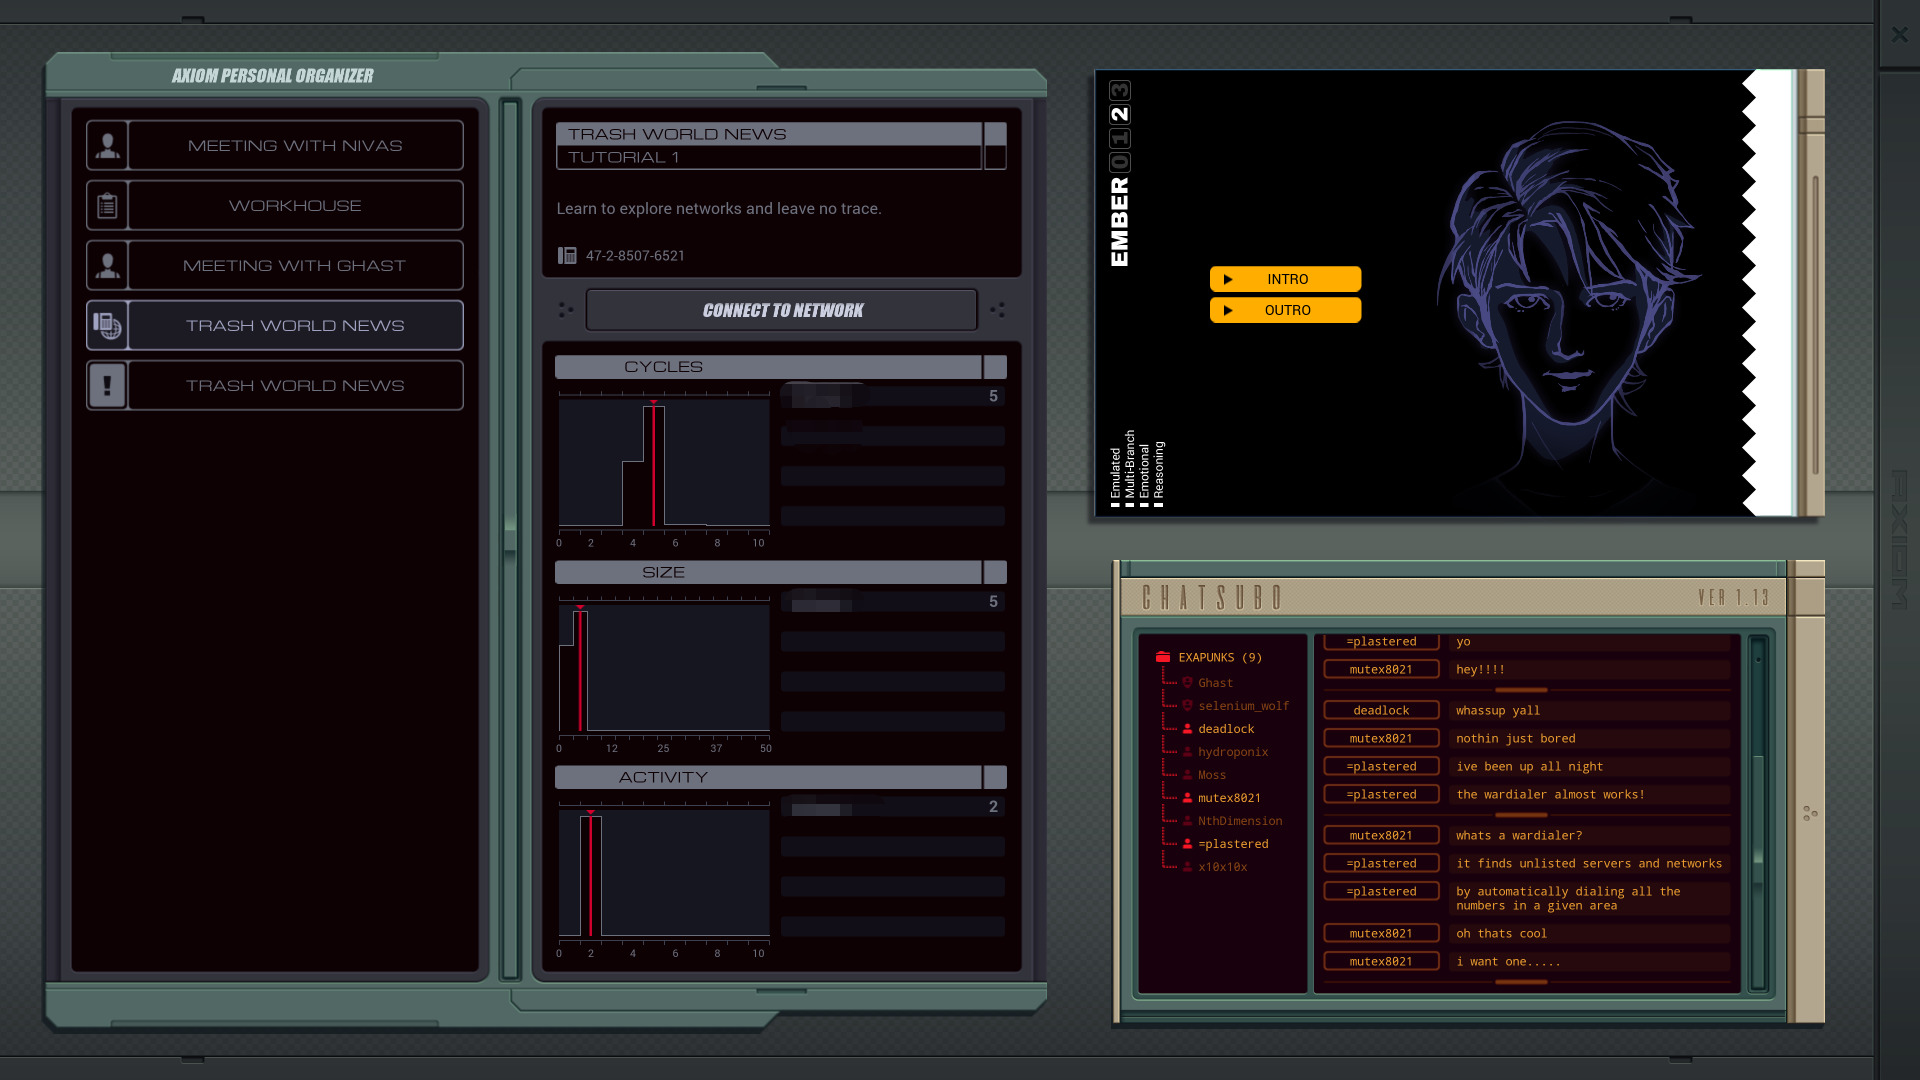 AXIOM PERSONAL ORGANIZER
MEETING WITH NIVAS
WORKHOUSE
MEETING WITH GHAST
TRASH WORLD NEWS
TRASH WORLD NEWS
TRASH WORLD NEWS
TUTORIAL 1
Learn to explore networks and leave no trace.
47-2-8507-6521
CONNECT TO NETWORK
CYCLES
5
0 2 4 6 8 10
SIZE
5
0 12 25 37 50
ACTIVITY
2
0 2 4 6 8 10
EMBER 0 1 2 3
Emulated
Multi-Branch
Emotional
Reasoning
INTRO
OUTRO
CHATSUBO
VER 1.13
EXAPUNKS (9)
Ghast
selenium_wolf
deadlock
hydroponix
Moss
mutex8021
NthDimension
=plastered
x10x10x
=plastered yo
mutex8021 hey!!!!
deadlock whassup yall
mutex8021 nothin just bored
=plastered ive been up all night
=plastered the wardialer almost works!
mutex8021 whats a wardialer?
=plastered it finds unlisted servers and networks
=plastered by automatically dialing all the
numbers in a given area
mutex8021 oh thats cool
mutex8021 i want one.....
AXIOM